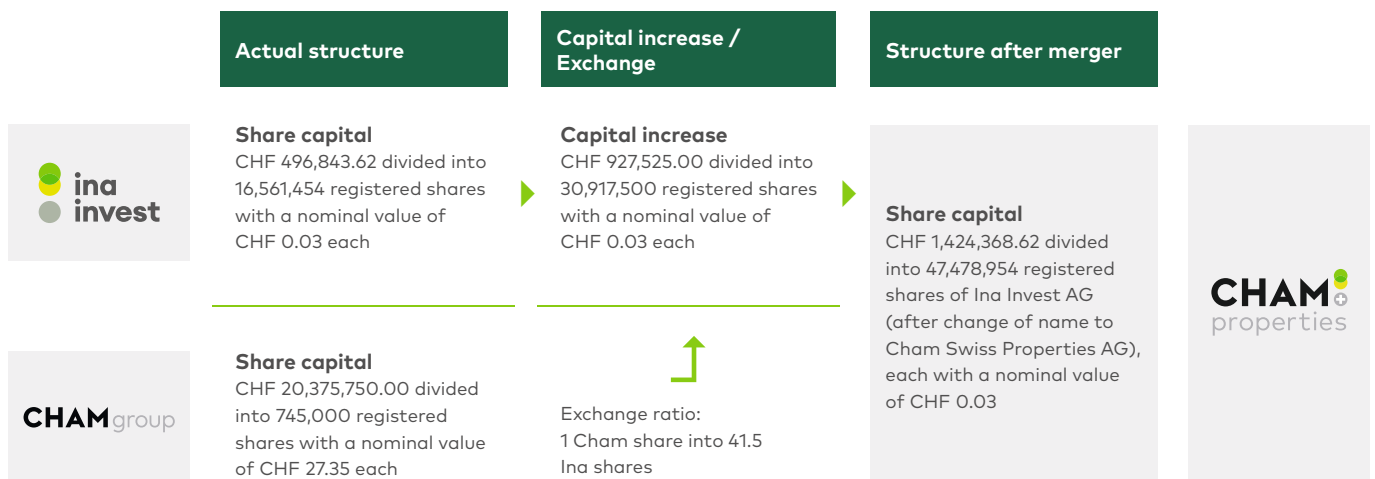 Actual structure
Capital increase /
Exchange
Structure after merger
ina
invest
Share capital
CHF 496,843.62 divided into
16,561,454 registered shares
with a nominal value of
CHF 0.03 each
Capital increase
CHF 927,525.00 divided into
30,917,500 registered shares
with a nominal value of
CHF 0.03 each
CHAMgroup
Share capital
CHF 20,375,750.00 divided
into 745,000 registered
shares with a nominal value
of CHF 27.35 each
Exchange ratio:
1 Cham share into 41.5
Ina shares
Share capital
CHF 1,424,368.62 divided
into 47,478,954 registered
shares of Ina Invest AG
(after change of name to
Cham Swiss Properties AG),
each with a nominal value
of CHF 0.03
CHAM
properties